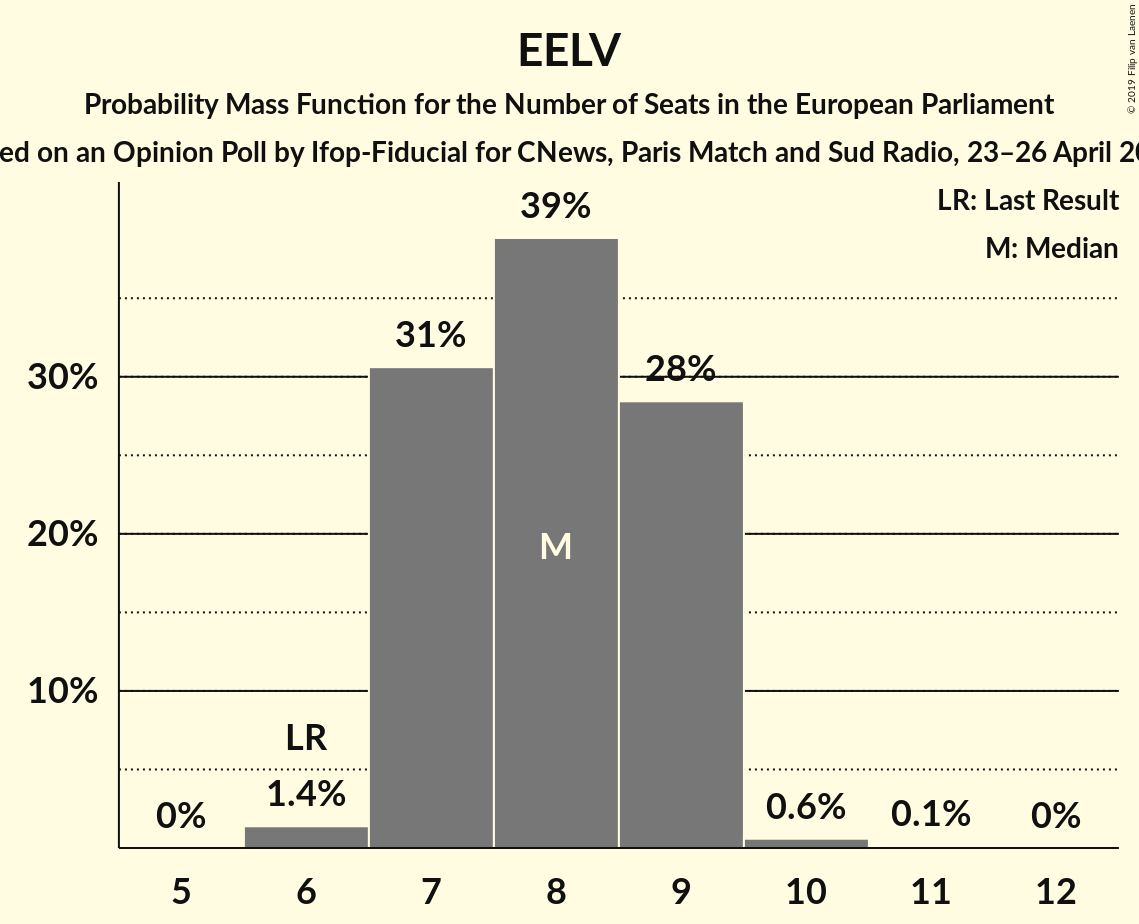 EELV
Probability Mass Function for the Number of Seats in the European Parliament
on an Opinion Poll by Ifop-Fiducial for CNews, Paris Match and Sud Radio, 23–26 April
© 2019 Filip van Laenen
LR: Last Result
M: Median
39%
31%
28%
30%
20%
M
10%
LR
0%
1.4%
0.6%
0.1%
0%
5 6 7 8 9 10 11 12